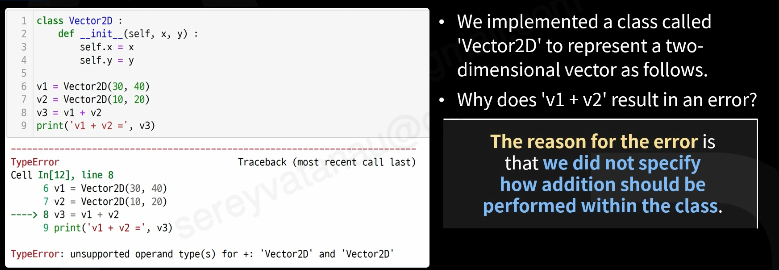 1 class Vector2D :
2 def __init__(self, x, y) :
3 self.x = x
4 self.y = y
5
6 v1 = Vector2D(30, 40)
7 v2 = Vector2D(10, 20)
8 v3 = v1 + v2
9 print('v1 + v2 =', v3)
---------------------------------------------------------------------------
TypeError Traceback (most recent call last)
Cell In[12], line 8
6 v1 = Vector2D(30, 40)
7 v2 = Vector2D(10, 20)
----> 8 v3 = v1 + v2
9 print('v1 + v2 =', v3)
TypeError: unsupported operand type(s) for +: 'Vector2D' and 'Vector2D'
• We implemented a class called
'Vector2D' to represent a two-
dimensional vector as follows.
• Why does 'v1 + v2' result in an error?
The reason for the error is
that we did not specify
how addition should be
performed within the class.